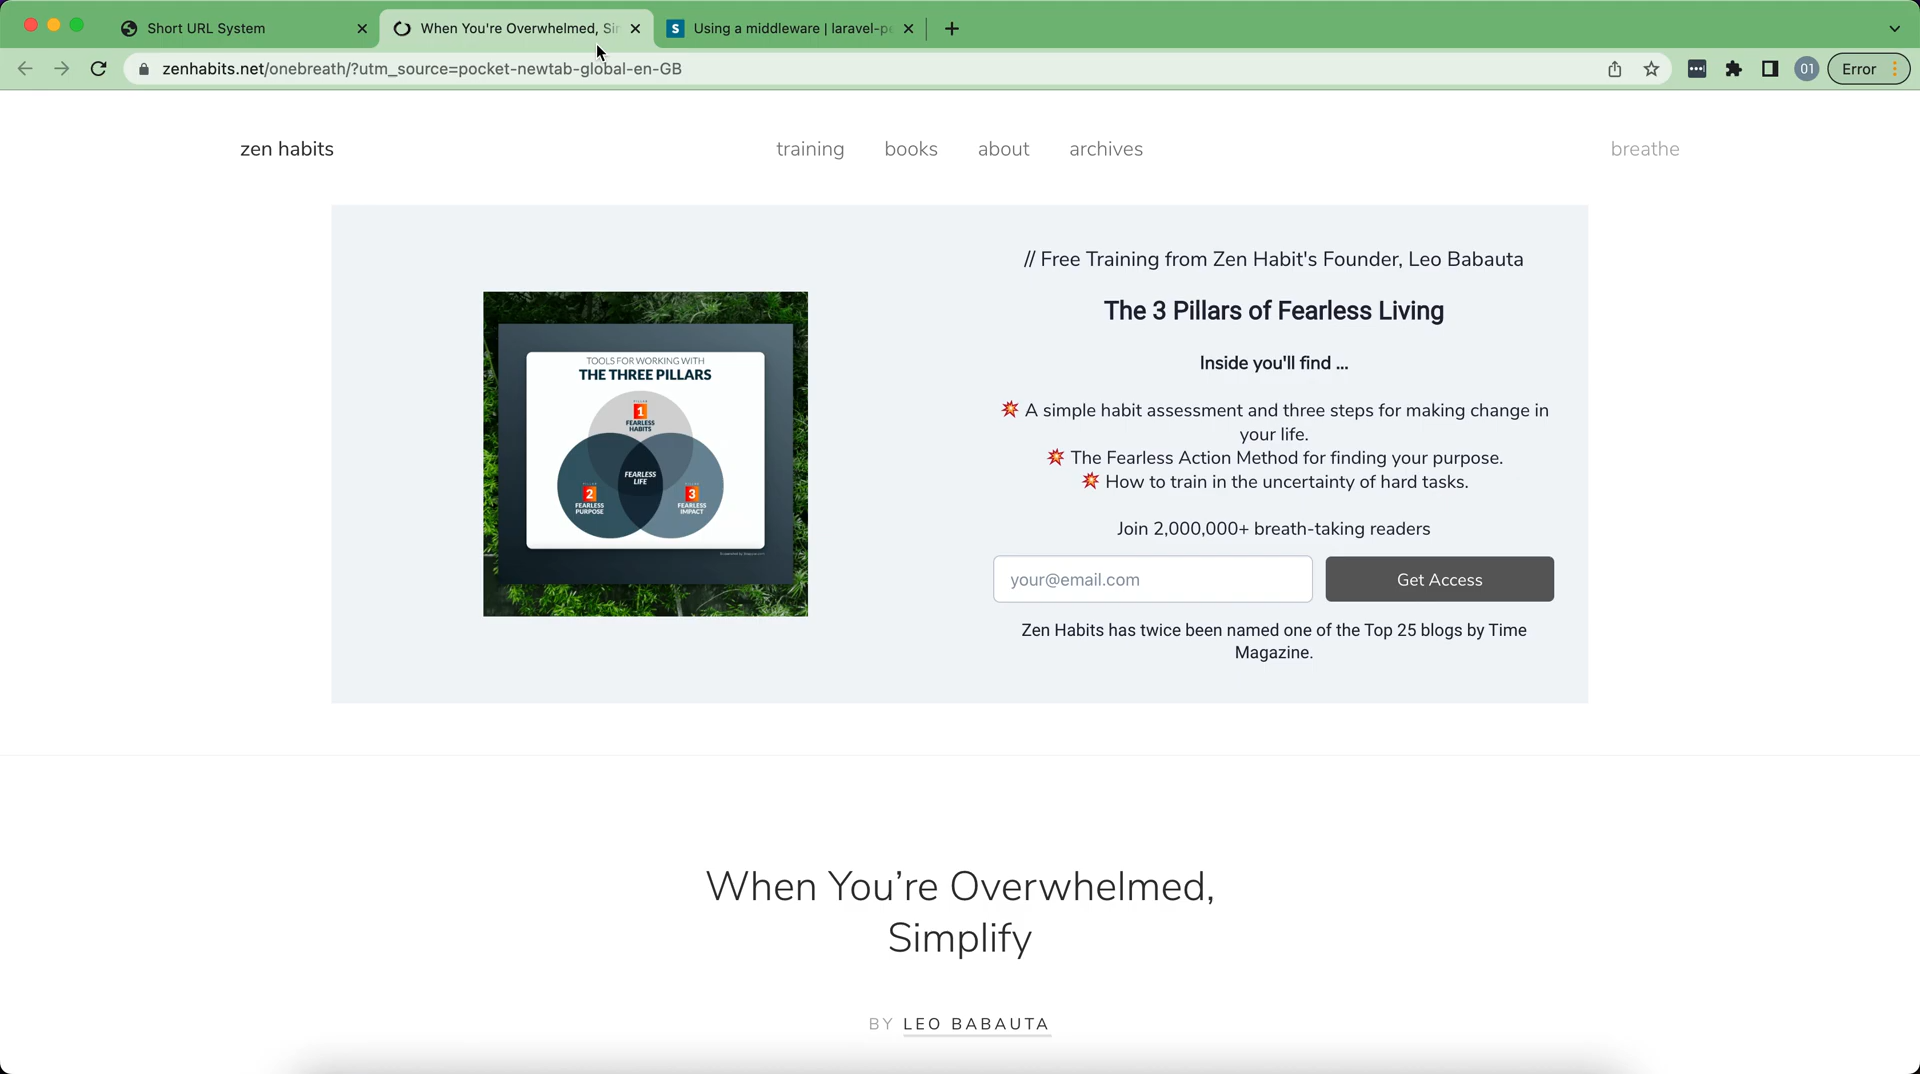 Short URL System
When You're Overwhelmed, Si
Using a middleware | laravel-pe
zenhabits.net/onebreath/?utm_source=pocket-newtab-global-en-GB
01
Error
zen habits
training
books
about
archives
breathe
// Free Training from Zen Habit's Founder, Leo Babauta
The 3 Pillars of Fearless Living
Inside you'll find ...
💥 A simple habit assessment and three steps for making change in
your life.
💥 The Fearless Action Method for finding your purpose.
💥 How to train in the uncertainty of hard tasks.
Join 2,000,000+ breath-taking readers
your@email.com
Get Access
Zen Habits has twice been named one of the Top 25 blogs by Time
Magazine.
TOOLS FOR WORKING WITH
THE THREE PILLARS
1
FEARLESS
HABITS
FEARLESS
LIFE
2
FEARLESS
PURPOSE
3
FEARLESS
IMPACT
When You’re Overwhelmed,
Simplify
BY LEO BABAUTA